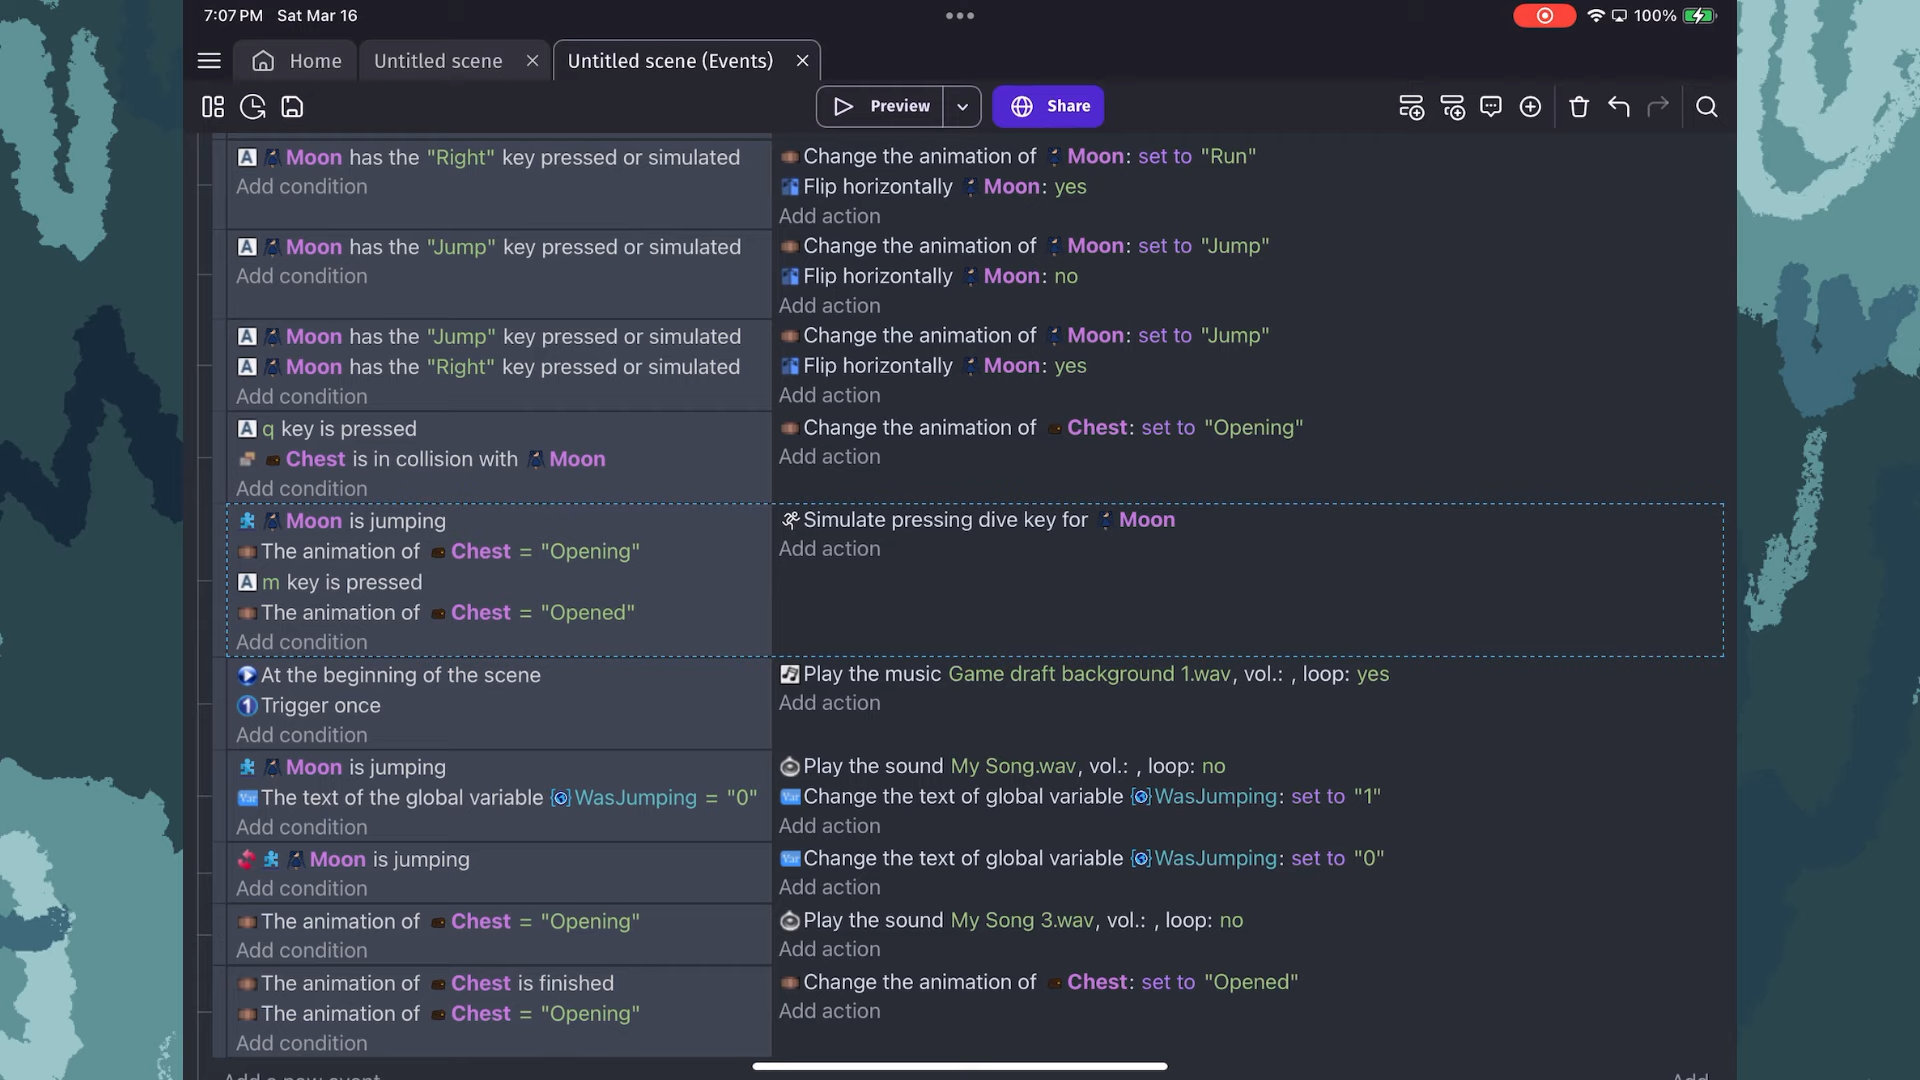 7:07 PM Sat Mar 16
100%
Home
Untitled scene
Untitled scene (Events)
Preview
Share
Moon has the "Right" key pressed or simulated
Add condition
Change the animation of Moon: set to "Run"
Flip horizontally Moon: yes
Add action
Moon has the "Jump" key pressed or simulated
Add condition
Change the animation of Moon: set to "Jump"
Flip horizontally Moon: no
Add action
Moon has the "Jump" key pressed or simulated
Moon has the "Right" key pressed or simulated
Add condition
Change the animation of Moon: set to "Jump"
Flip horizontally Moon: yes
Add action
q key is pressed
Chest is in collision with Moon
Add condition
Change the animation of Chest: set to "Opening"
Add action
Moon is jumping
The animation of Chest = "Opening"
m key is pressed
The animation of Chest = "Opened"
Add condition
Simulate pressing dive key for Moon
Add action
At the beginning of the scene
Trigger once
Add condition
Play the music Game draft background 1.wav, vol.: , loop: yes
Add action
Moon is jumping
The text of the global variable WasJumping = "0"
Add condition
Play the sound My Song.wav, vol.: , loop: no
Change the text of global variable WasJumping: set to "1"
Add action
Moon is jumping
Add condition
Change the text of global variable WasJumping: set to "0"
Add action
The animation of Chest = "Opening"
Add condition
Play the sound My Song 3.wav, vol.: , loop: no
Add action
The animation of Chest is finished
The animation of Chest = "Opening"
Add condition
Change the animation of Chest: set to "Opened"
Add action
Add a new event
Add